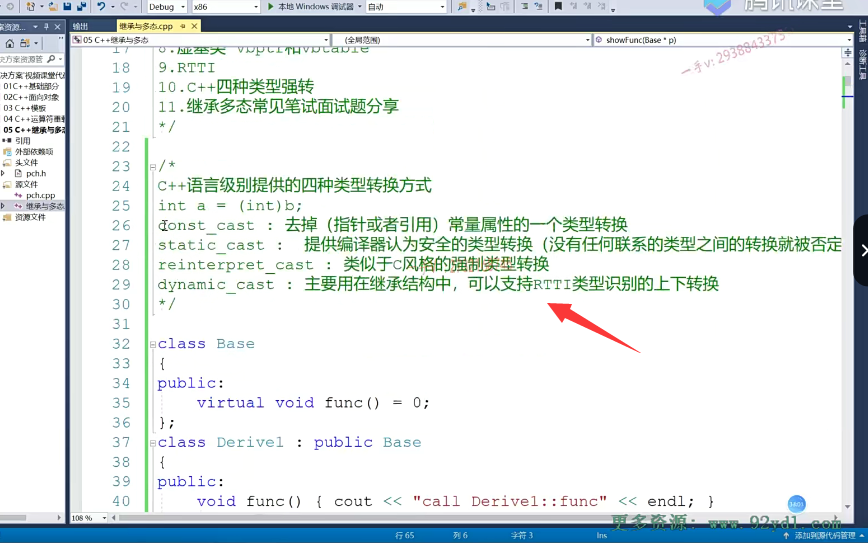 Debug
x86
本地 Windows 调试器
自动
腾讯课堂
输出
继承与多态.cpp
05 C++继承与多态
(全局范围)
showFunc(Base * p)
一手v: 2938843373
01C++基础部分
02C++面向对象
03 C++模板
04 C++运算符重载
05 C++继承与多态
引用
外部依赖项
头文件
pch.h
源文件
pch.cpp
继承与多态.
资源文件
17 8.虚基类 vbptr和vbtable
18 9.RTTI
19 10.C++四种类型强转
20 11.继承多态常见笔试面试题分享
21 */
22
23 /*
24 C++语言级别提供的四种类型转换方式
25 int a = (int)b;
26 const_cast : 去掉（指针或者引用）常量属性的一个类型转换
27 static_cast : 提供编译器认为安全的类型转换（没有任何联系的类型之间的转换就被否定
28 reinterpret_cast : 类似于C风格的强制类型转换
29 dynamic_cast : 主要用在继承结构中，可以支持RTTI类型识别的上下转换
30 */
31
32 class Base
33 {
34 public:
35 virtual void func() = 0;
36 };
37 class Derive1 : public Base
38 {
39 public:
40 void func() { cout << "call Derive1::func" << endl; }
108 %
更多资源: www.92xdl.com
行 65
列 6
字符 3
Ins
添加到源代码管理